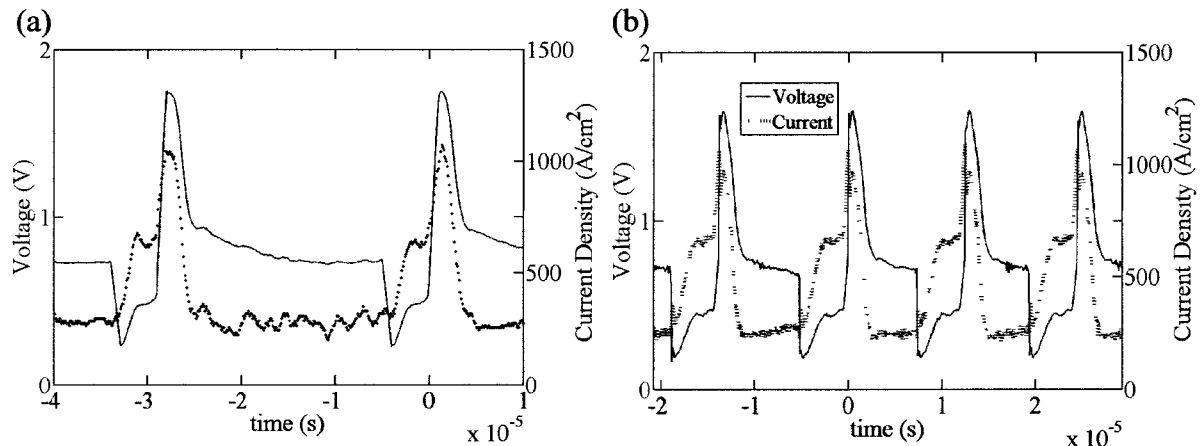 (a)
2
1500
Voltage (V)
1
1000
500
Current Density (A/cm²)
0
0
-4
-3
-2
-1
0
1
time (s)
x 10⁻⁵
(b)
2
1500
Voltage
Current
Voltage (V)
1
1000
500
Current Density (A/cm²)
0
0
-2
-1
0
1
2
time (s)
x 10⁻⁵